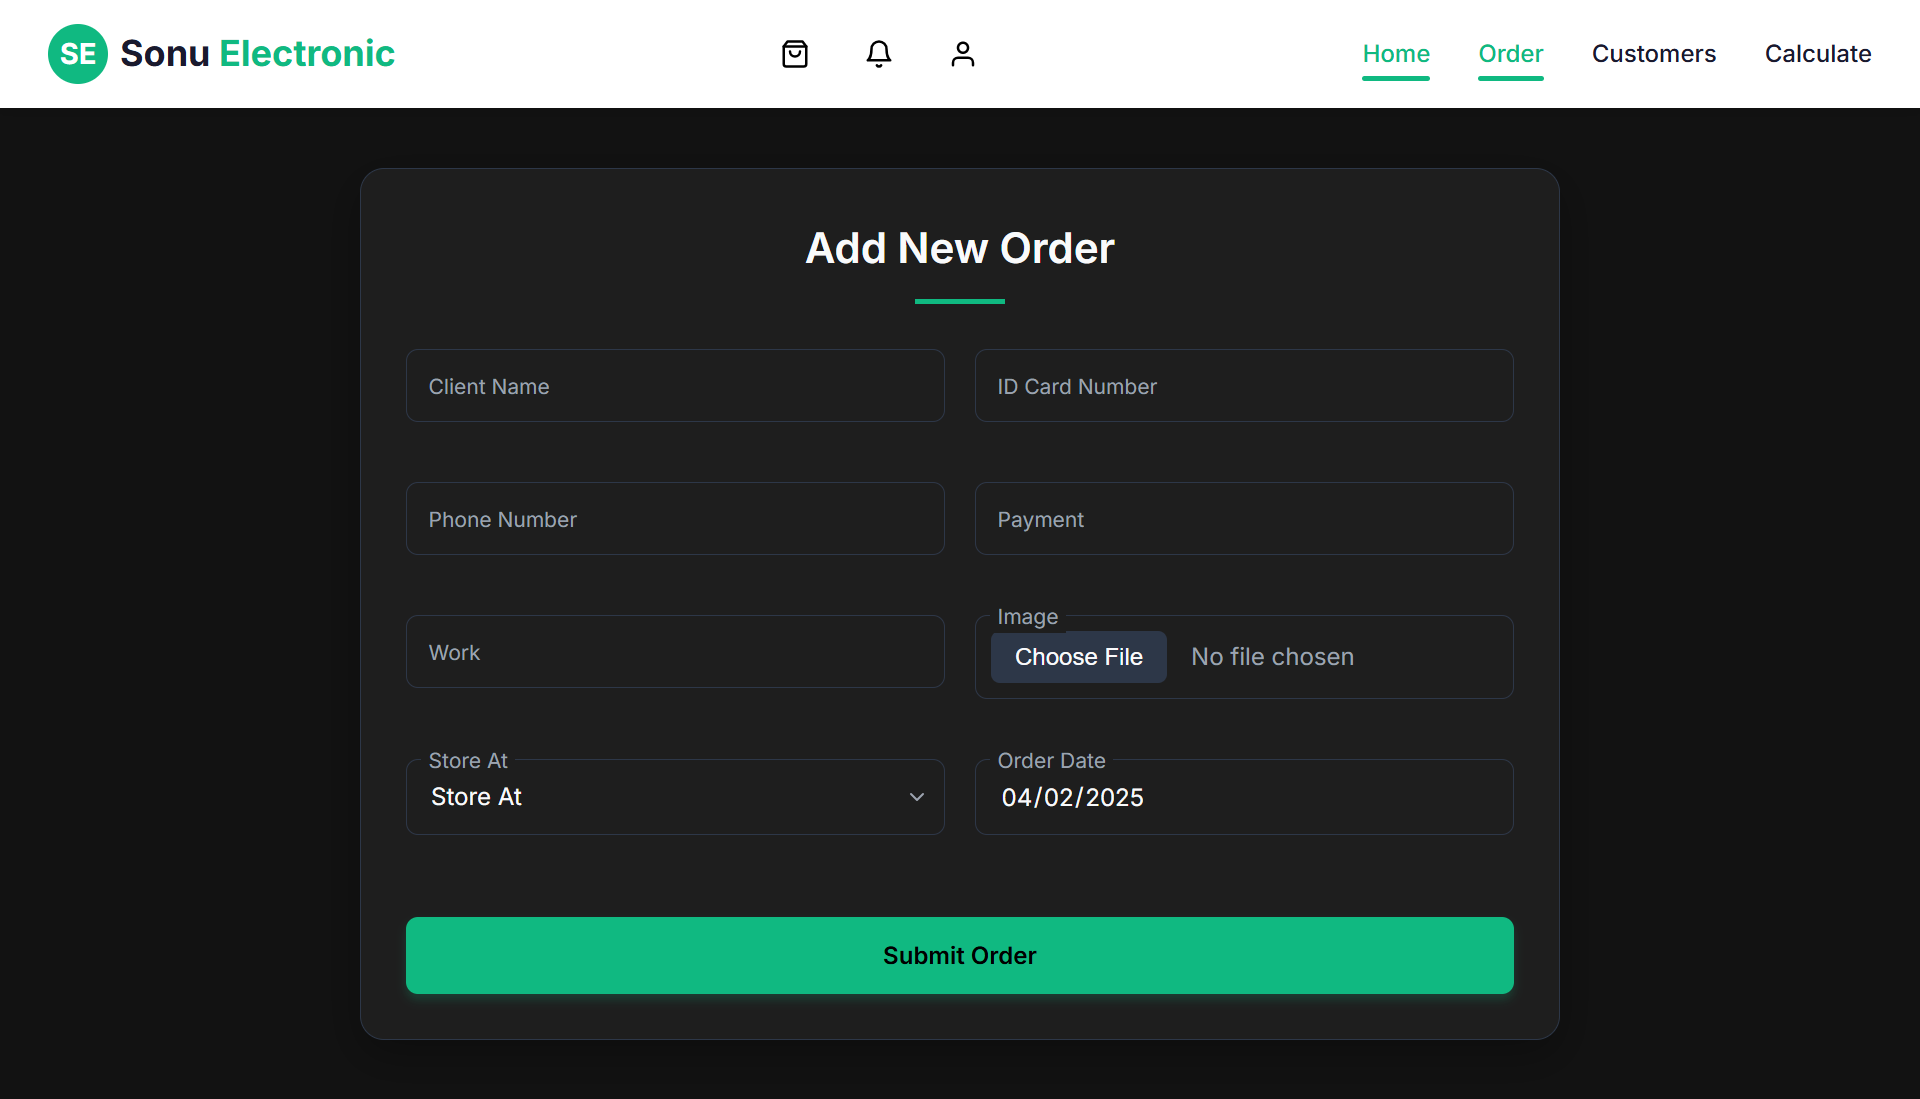 SE Sonu Electronic
Home Order Customers Calculate
Add New Order
Client Name
ID Card Number
Phone Number
Payment
Work
Image
Choose File No file chosen
Store At
Store At
Order Date
04/02/2025
Submit Order